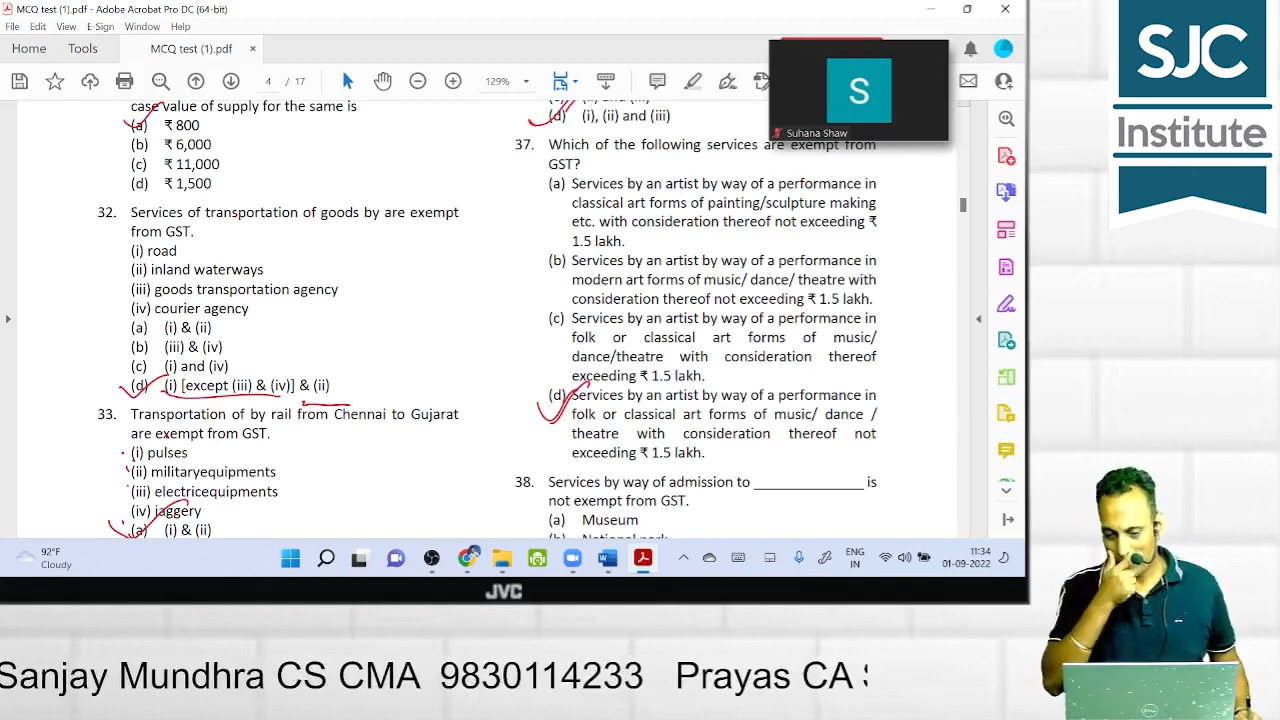 MCQ test (1).pdf - Adobe Acrobat Pro DC (64-bit)
File Edit View E-Sign Window Help
Home Tools MCQ test (1).pdf ×
4 / 17 129%
case value of supply for the same is
(a) ₹ 800
(b) ₹ 6,000
(c) ₹ 11,000
(d) ₹ 1,500
32. Services of transportation of goods by are exempt
from GST.
(i) road
(ii) inland waterways
(iii) goods transportation agency
(iv) courier agency
(a) (i) & (ii)
(b) (iii) & (iv)
(c) (i) and (iv)
(d) (i) [except (iii) & (iv)] & (ii)
33. Transportation of by rail from Chennai to Gujarat
are exempt from GST.
(i) pulses
(ii) militaryequipments
(iii) electricequipments
(iv) jaggery
(a) (i) & (ii)
(d) (i), (ii) and (iii)
37. Which of the following services are exempt from
GST?
(a) Services by an artist by way of a performance in
classical art forms of painting/sculpture making
etc. with consideration thereof not exceeding ₹
1.5 lakh.
(b) Services by an artist by way of a performance in
modern art forms of music/ dance/ theatre with
consideration thereof not exceeding ₹ 1.5 lakh.
(c) Services by an artist by way of a performance in
folk or classical art forms of music/
dance/theatre with consideration thereof
exceeding ₹ 1.5 lakh.
(d) Services by an artist by way of a performance in
folk or classical art forms of music/ dance /
theatre with consideration thereof not
exceeding ₹ 1.5 lakh.
38. Services by way of admission to ______________ is
not exempt from GST.
(a) Museum
S
Suhana Shaw
SJC
Institute
92°F
Cloudy
ENG
IN
11:34
01-09-2022
JVC
DELL
Sanjay Mundhra CS CMA 9830114233 Prayas CA